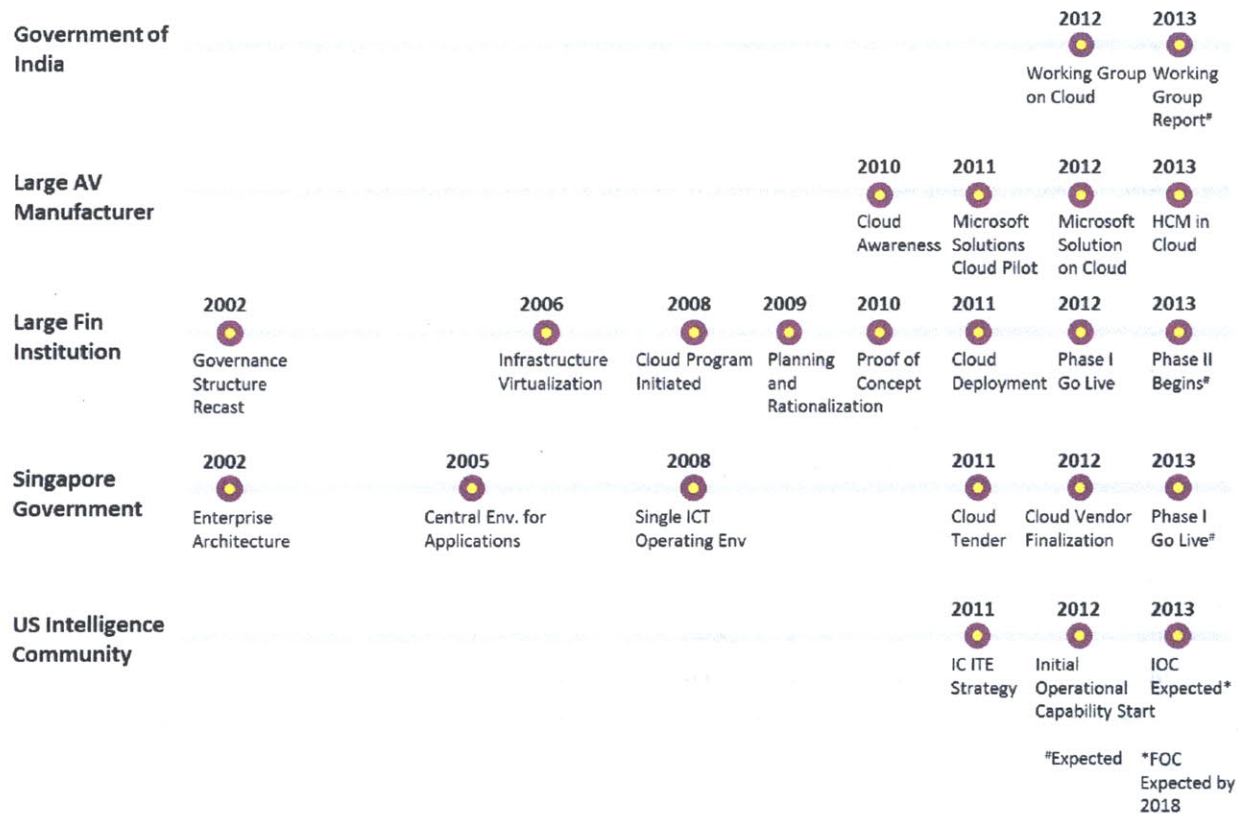 Government of
India
2012 2013
Working Group Working
on Cloud Group
Report#
Large AV
Manufacturer
2010 2011 2012 2013
Cloud Microsoft Microsoft HCM in
Awareness Solutions Solution Cloud
Cloud Pilot on Cloud
Large Fin
Institution
2002 2006 2008 2009 2010 2011 2012 2013
Governance Infrastructure Cloud Program Planning Proof of Cloud Phase I Phase II
Structure Virtualization Initiated and Concept Deployment Go Live Begins#
Recast Rationalization
Singapore
Government
2002 2005 2008 2011 2012 2013
Enterprise Central Env. for Single ICT Cloud Cloud Vendor Phase I
Architecture Applications Operating Env Tender Finalization Go Live#
US Intelligence
Community
2011 2012 2013
IC ITE Initial IOC
Strategy Operational Expected*
Capability Start
#Expected *FOC
Expected by
2018